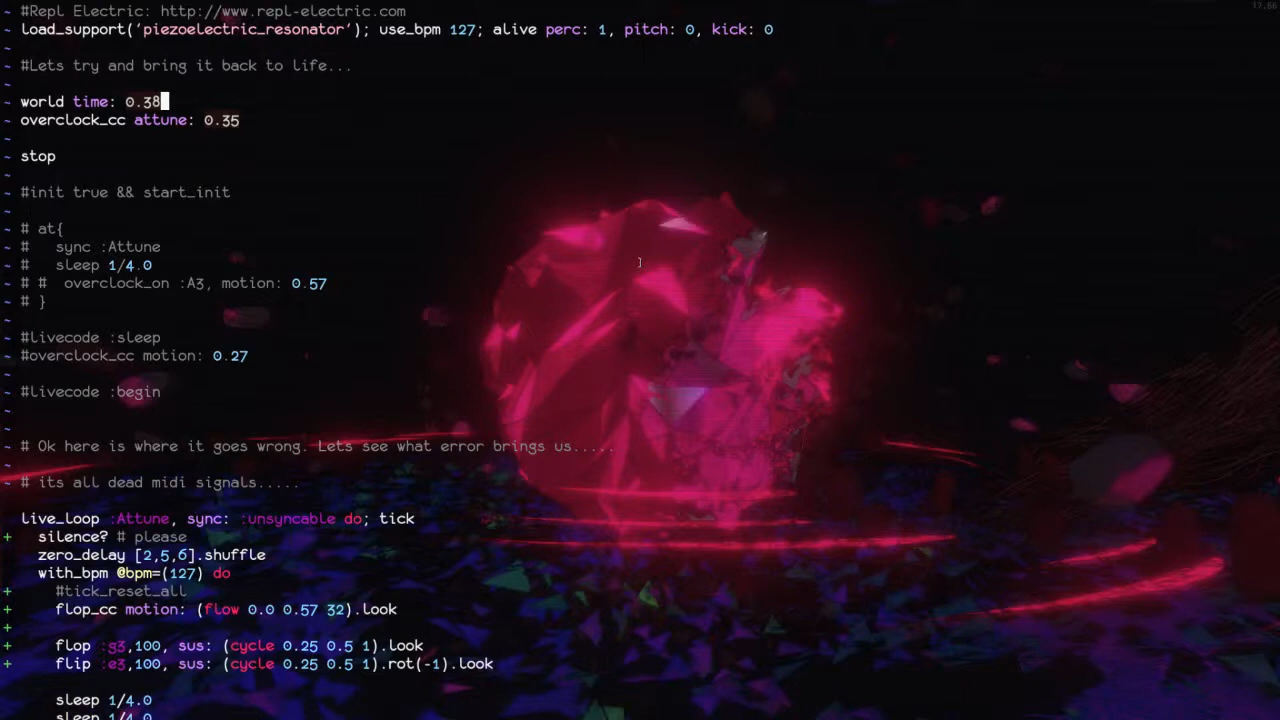 ~ #Repl Electric: http://www.repl-electric.com
~ load_support('piezoelectric_resonator'); use_bpm 127; alive perc: 1, pitch: 0, kick: 0
~
~ #Lets try and bring it back to life...
~
~ world time: 0.38
~ overclock_cc attune: 0.35
~
~ stop
~
~ #init true && start_init
~
~ # at{
~ #   sync :Attune
~ #   sleep 1/4.0
~ # #  overclock_on :A3, motion: 0.57
~ # }
~
~ #livecode :sleep
~ #overclock_cc motion: 0.27
~
~ #livecode :begin
~
~
~ # Ok here is where it goes wrong. Lets see what error brings us.....
~
~ # its all dead midi signals.....
~
~ live_loop :Attune, sync: :unsyncable do; tick
+   silence? # please
~   zero_delay [2,5,6].shuffle
~   with_bpm @bpm=(127) do
+     #tick_reset_all
+     flop_cc motion: (flow 0.0 0.57 32).look
+
+     flop :g3,100, sus: (cycle 0.25 0.5 1).look
+     flip :e3,100, sus: (cycle 0.25 0.5 1).rot(-1).look
~
~     sleep 1/4.0
~     sleep 1/4.0